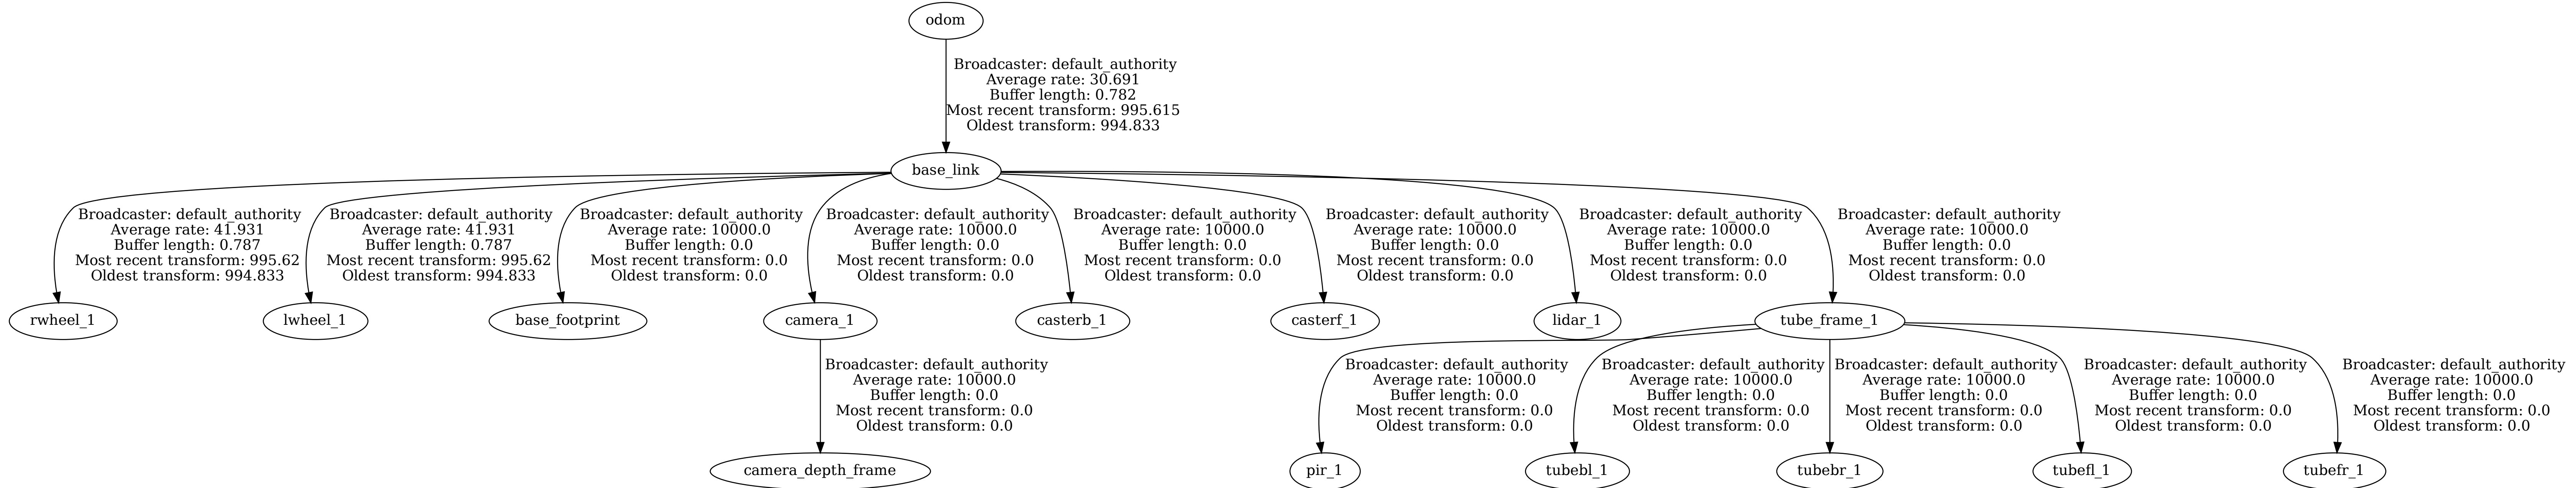 odom
Broadcaster: default_authority
Average rate: 30.691
Buffer length: 0.782
Most recent transform: 995.615
Oldest transform: 994.833
base_link
Broadcaster: default_authority
Average rate: 41.931
Buffer length: 0.787
Most recent transform: 995.62
Oldest transform: 994.833
Broadcaster: default_authority
Average rate: 41.931
Buffer length: 0.787
Most recent transform: 995.62
Oldest transform: 994.833
Broadcaster: default_authority
Average rate: 10000.0
Buffer length: 0.0
Most recent transform: 0.0
Oldest transform: 0.0
Broadcaster: default_authority
Average rate: 10000.0
Buffer length: 0.0
Most recent transform: 0.0
Oldest transform: 0.0
Broadcaster: default_authority
Average rate: 10000.0
Buffer length: 0.0
Most recent transform: 0.0
Oldest transform: 0.0
Broadcaster: default_authority
Average rate: 10000.0
Buffer length: 0.0
Most recent transform: 0.0
Oldest transform: 0.0
Broadcaster: default_authority
Average rate: 10000.0
Buffer length: 0.0
Most recent transform: 0.0
Oldest transform: 0.0
Broadcaster: default_authority
Average rate: 10000.0
Buffer length: 0.0
Most recent transform: 0.0
Oldest transform: 0.0
rwheel_1
lwheel_1
base_footprint
camera_1
casterb_1
casterf_1
lidar_1
tube_frame_1
Broadcaster: default_authority
Average rate: 10000.0
Buffer length: 0.0
Most recent transform: 0.0
Oldest transform: 0.0
Broadcaster: default_authority
Average rate: 10000.0
Buffer length: 0.0
Most recent transform: 0.0
Oldest transform: 0.0
Broadcaster: default_authority
Average rate: 10000.0
Buffer length: 0.0
Most recent transform: 0.0
Oldest transform: 0.0
Broadcaster: default_authority
Average rate: 10000.0
Buffer length: 0.0
Most recent transform: 0.0
Oldest transform: 0.0
Broadcaster: default_authority
Average rate: 10000.0
Buffer length: 0.0
Most recent transform: 0.0
Oldest transform: 0.0
Broadcaster: default_authority
Average rate: 10000.0
Buffer length: 0.0
Most recent transform: 0.0
Oldest transform: 0.0
camera_depth_frame
pir_1
tubebl_1
tubebr_1
tubefl_1
tubefr_1